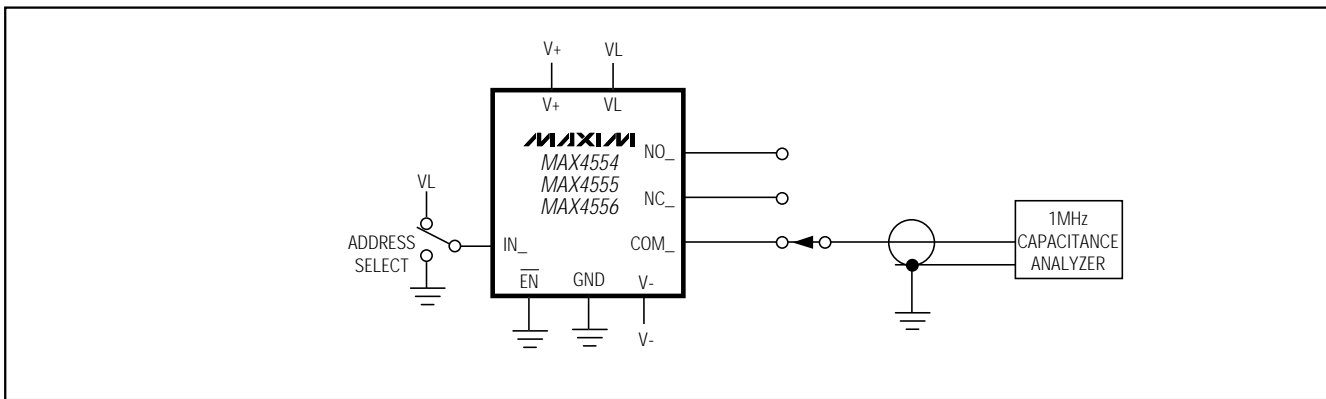 V+ VL
V+ VL
MAXIM
MAX4554
MAX4555
MAX4556
NO_
NC_
COM_
VL
ADDRESS
SELECT
IN_
EN GND V-
V-
1MHz
CAPACITANCE
ANALYZER